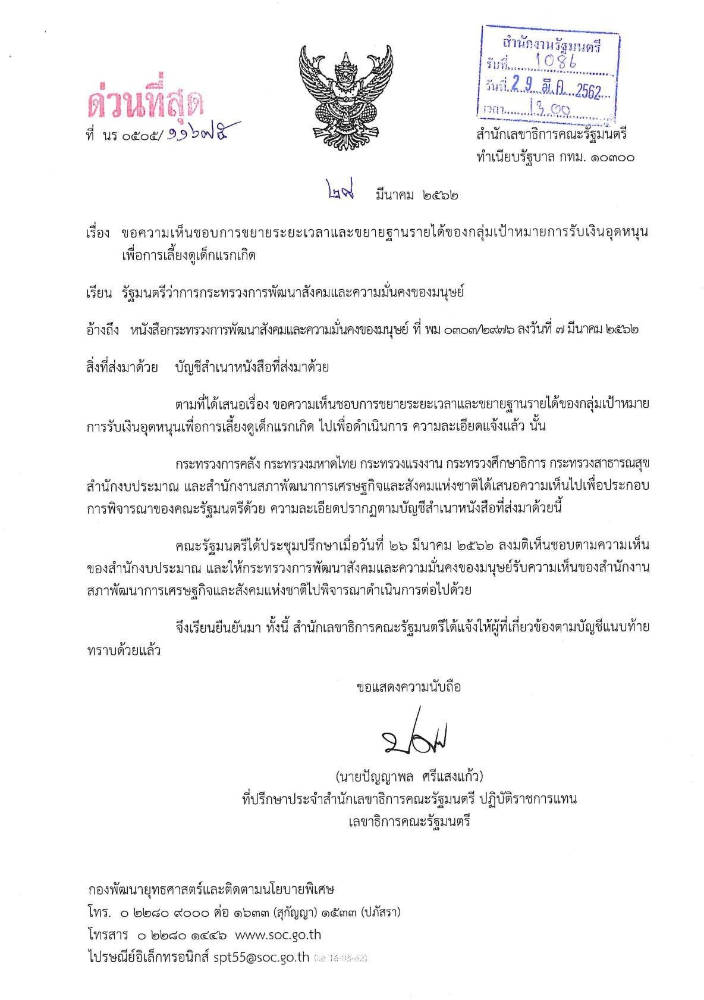 สำนักงานรัฐมนตรี
รับที่ 1086
วันที่ 29 มี.ค. 2562
เวลา 13.00
ด่วนที่สุด
ที่ นร ๐๕๐๕/๑๑๖๗๕
สำนักเลขาธิการคณะรัฐมนตรี
ทำเนียบรัฐบาล กทม. ๑๐๓๐๐
๒๘ มีนาคม ๒๕๖๒
เรื่อง ขอความเห็นชอบการขยายระยะเวลาและขยายฐานรายได้ของกลุ่มเป้าหมายการรับเงินอุดหนุน
เพื่อการเลี้ยงดูเด็กแรกเกิด
เรียน รัฐมนตรีว่าการกระทรวงการพัฒนาสังคมและความมั่นคงของมนุษย์
อ้างถึง หนังสือกระทรวงการพัฒนาสังคมและความมั่นคงของมนุษย์ ที่ พม ๐๓๐๓/๒๙๗๖ ลงวันที่ ๗ มีนาคม ๒๕๖๒
สิ่งที่ส่งมาด้วย บัญชีสำเนาหนังสือที่ส่งมาด้วย
ตามที่ได้เสนอเรื่อง ขอความเห็นชอบการขยายระยะเวลาและขยายฐานรายได้ของกลุ่มเป้าหมาย
การรับเงินอุดหนุนเพื่อการเลี้ยงดูเด็กแรกเกิด ไปเพื่อดำเนินการ ความละเอียดแจ้งแล้ว นั้น
กระทรวงการคลัง กระทรวงมหาดไทย กระทรวงแรงงาน กระทรวงศึกษาธิการ กระทรวงสาธารณสุข
สำนักงบประมาณ และสำนักงานสภาพัฒนาการเศรษฐกิจและสังคมแห่งชาติได้เสนอความเห็นไปเพื่อประกอบ
การพิจารณาของคณะรัฐมนตรีด้วย ความละเอียดปรากฏตามบัญชีสำเนาหนังสือที่ส่งมาด้วยนี้
คณะรัฐมนตรีได้ประชุมปรึกษาเมื่อวันที่ ๒๖ มีนาคม ๒๕๖๒ ลงมติเห็นชอบตามความเห็น
ของสำนักงบประมาณ และให้กระทรวงการพัฒนาสังคมและความมั่นคงของมนุษย์รับความเห็นของสำนักงาน
สภาพัฒนาการเศรษฐกิจและสังคมแห่งชาติไปพิจารณาดำเนินการต่อไปด้วย
จึงเรียนยืนยันมา ทั้งนี้ สำนักเลขาธิการคณะรัฐมนตรีได้แจ้งให้ผู้ที่เกี่ยวข้องตามบัญชีแนบท้าย
ทราบด้วยแล้ว
ขอแสดงความนับถือ
(นายปัญญาพล ศรีแสงแก้ว)
ที่ปรึกษาประจำสำนักเลขาธิการคณะรัฐมนตรี ปฏิบัติราชการแทน
เลขาธิการคณะรัฐมนตรี
กองพัฒนายุทธศาสตร์และติดตามนโยบายพิเศษ
โทร. ๐ ๒๒๘๐ ๙๐๐๐ ต่อ ๑๖๓๓ (สุกัญญา) ๑๕๓๓ (ปภัสรา)
โทรสาร ๐ ๒๒๘๐ ๑๔๔๖ www.soc.go.th
ไปรษณีย์อิเล็กทรอนิกส์ spt55@soc.go.th